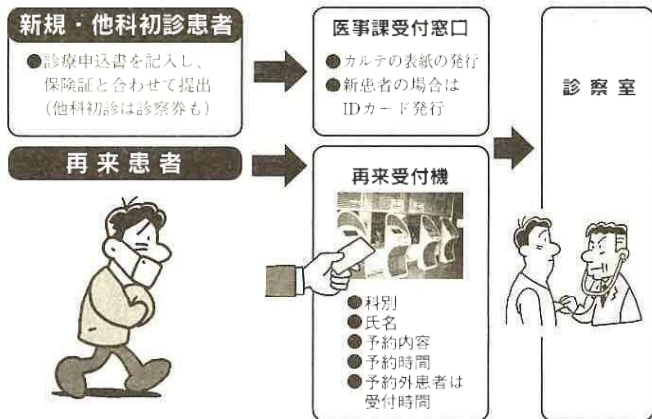 新規・他科初診患者
●診療申込書を記入し、
保険証と合わせて提出
(他科初診は診察券も)
医事課受付窓口
●カルテの表紙の発行
●新患者の場合は
IDカード発行
診察室
再来患者
再来受付機
●科別
●氏名
●予約内容
●予約時間
●予約外患者は
受付時間